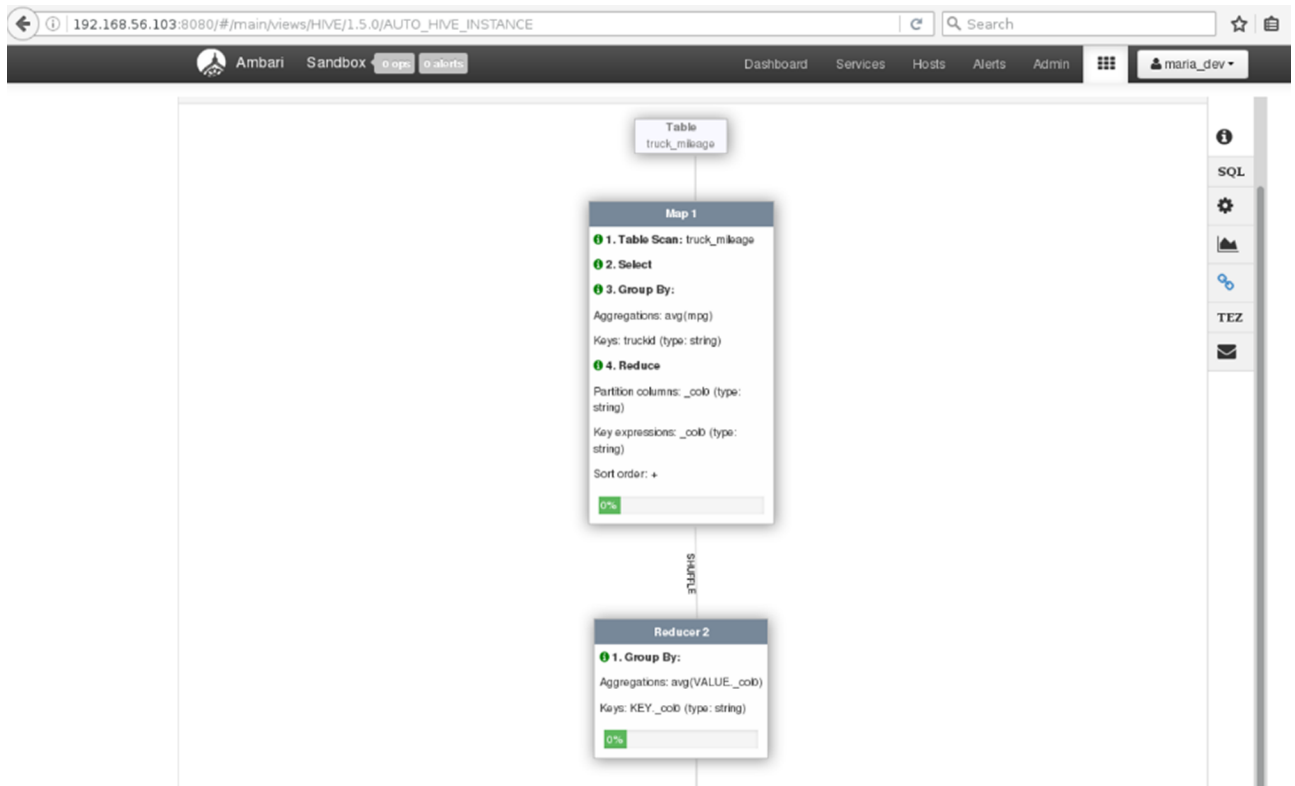 192.168.56.103:8080/#/main/views/HIVE/1.5.0/AUTO_HIVE_INSTANCE
Search
Ambari Sandbox 0 ops 0 alerts Dashboard Services Hosts Alerts Admin maria_dev
Table
truck_mileage
SQL
TEZ
Map 1
1. Table Scan: truck_mileage
2. Select
3. Group By:
Aggregations: avg(mpg)
Keys: truckid (type: string)
4. Reduce
Partition columns: _col0 (type:
string)
Key expressions: _col0 (type:
string)
Sort order: +
0%
SHUFFLE
Reducer 2
1. Group By:
Aggregations: avg(VALUE._col0)
Keys: KEY._col0 (type: string)
0%